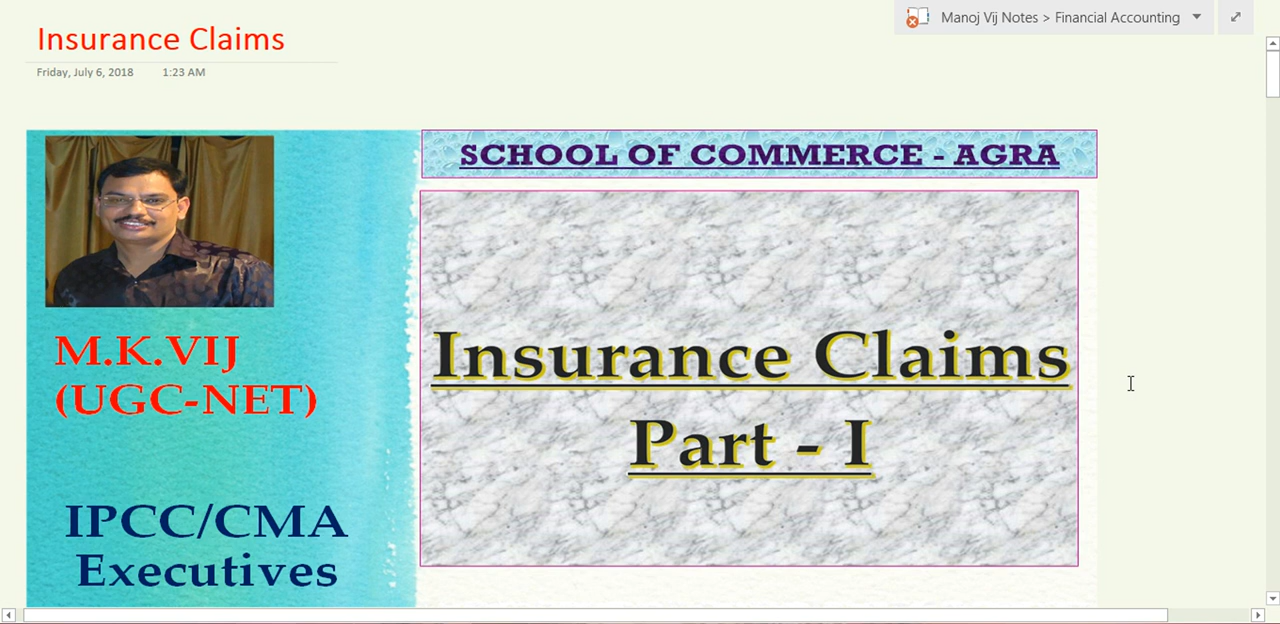 Manoj Vij Notes > Financial Accounting
Insurance Claims
Friday, July 6, 2018 1:23 AM
SCHOOL OF COMMERCE - AGRA
M.K.VIJ
(UGC-NET)
IPCC/CMA
Executives
Insurance Claims
Part - I